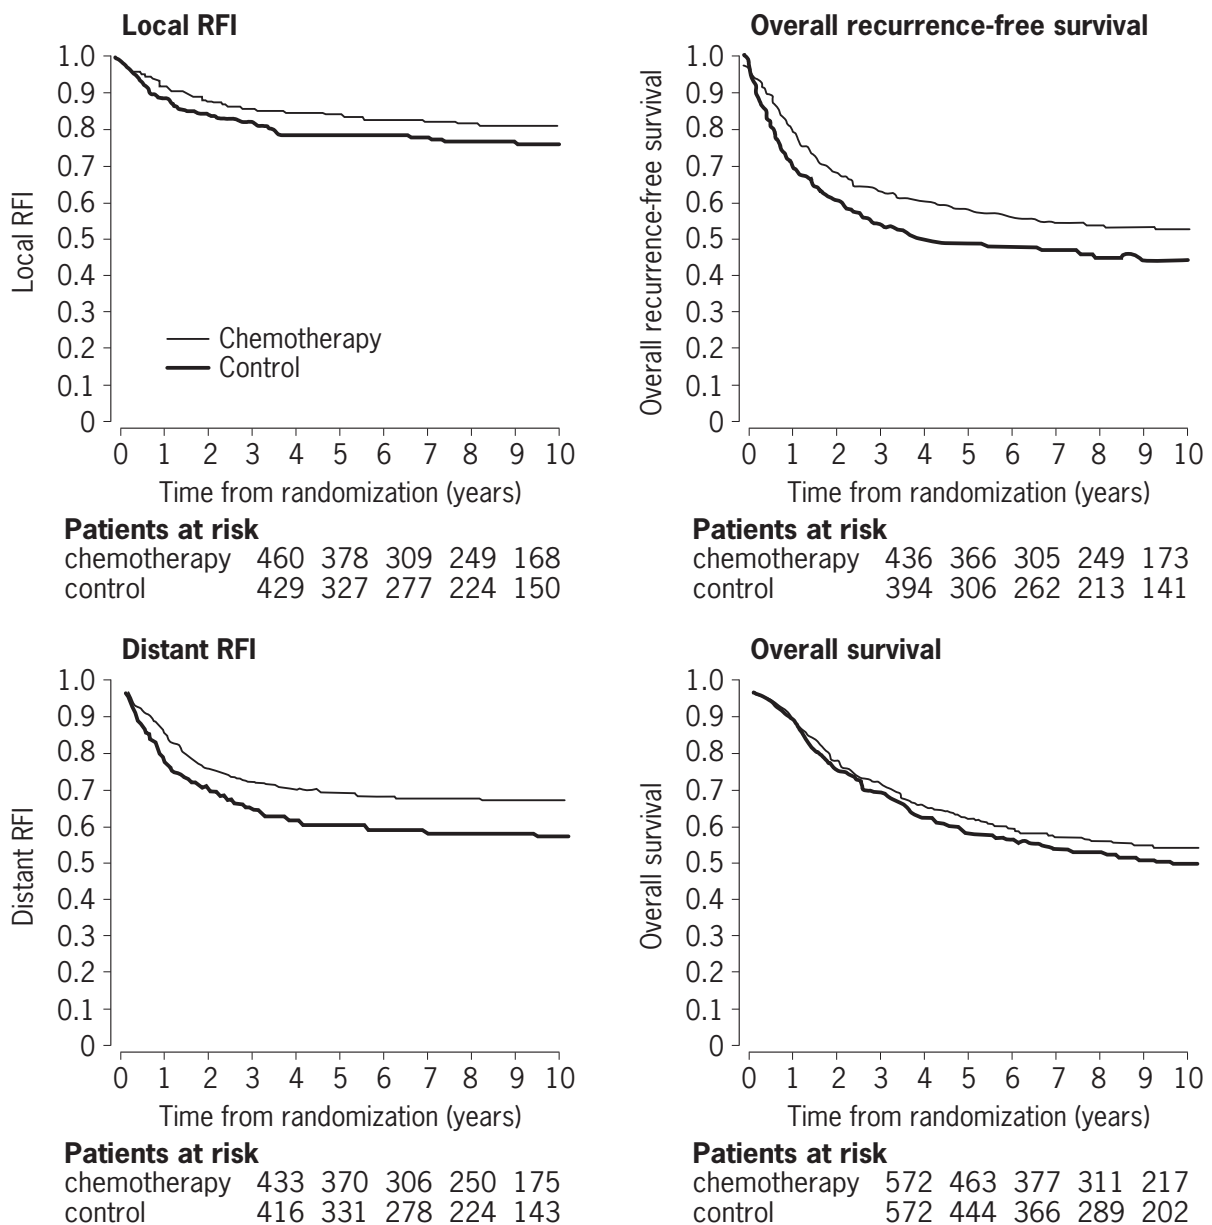 Local RFI
Local RFI
1.0
0.9
0.8
0.7
0.6
0.5
0.4
0.3
0.2
0.1
0
Chemotherapy
Control
0 1 2 3 4 5 6 7 8 9 10
Time from randomization (years)
Patients at risk
chemotherapy 460 378 309 249 168
control 429 327 277 224 150
Overall recurrence-free survival
Overall recurrence-free survival
1.0
0.9
0.8
0.7
0.6
0.5
0.4
0.3
0.2
0.1
0
0 1 2 3 4 5 6 7 8 9 10
Time from randomization (years)
Patients at risk
chemotherapy 436 366 305 249 173
control 394 306 262 213 141
Distant RFI
Distant RFI
1.0
0.9
0.8
0.7
0.6
0.5
0.4
0.3
0.2
0.1
0
0 1 2 3 4 5 6 7 8 9 10
Time from randomization (years)
Patients at risk
chemotherapy 433 370 306 250 175
control 416 331 278 224 143
Overall survival
Overall survival
1.0
0.9
0.8
0.7
0.6
0.5
0.4
0.3
0.2
0.1
0
0 1 2 3 4 5 6 7 8 9 10
Time from randomization (years)
Patients at risk
chemotherapy 572 463 377 311 217
control 572 444 366 289 202